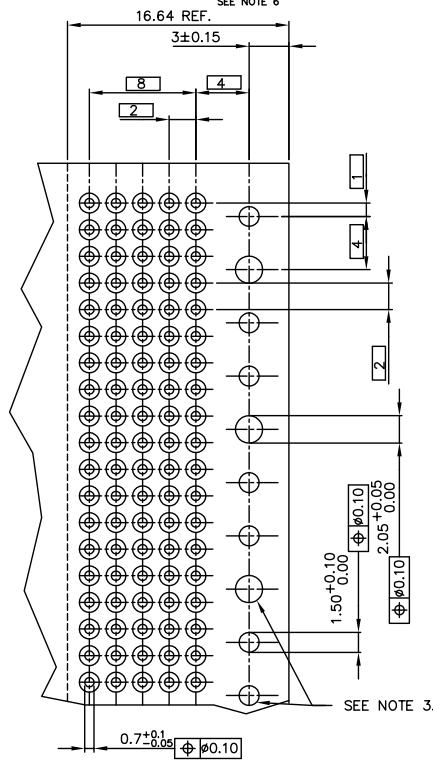 SEE NOTE 6
16.64 REF.
3±0.15
8
4
2
1
4
2
⌖ ø0.10
2.05 +0.05 0.00
1.50 +0.10 0.00
⌖ ø0.10
SEE NOTE 3.
0.7 +0.1 -0.05 ⌖ ø0.10